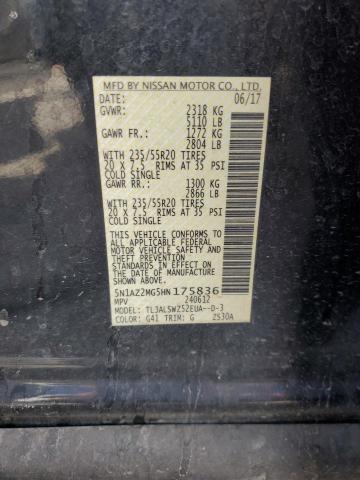 MFD BY NISSAN MOTOR CO., LTD.
DATE: 06/17
GVWR: 2318 KG
5110 LB
GAWR FR: 1272 KG
2804 LB
WITH 235/55R20 TIRES
20 X 7.5 RIMS AT 35 PSI
COLD SINGLE
GAWR RR: 1300 KG
2866 LB
WITH 235/55R20 TIRES
20 X 7.5 RIMS AT 35 PSI
COLD SINGLE
THIS VEHICLE CONFORMS TO ALL
APPLICABLE FEDERAL MOTOR
VEHICLE SAFETY, BUMPER, AND
THEFT PREVENTION STANDARDS
IN EFFECT ON THE DATE OF
MANUFACTURE SHOWN ABOVE.
5N1AZ2MG5HN175836
MPV 240612
MODEL: TLJAL5WZ52EUA--D-3
COLOR: G41 TRIM: G Z530A